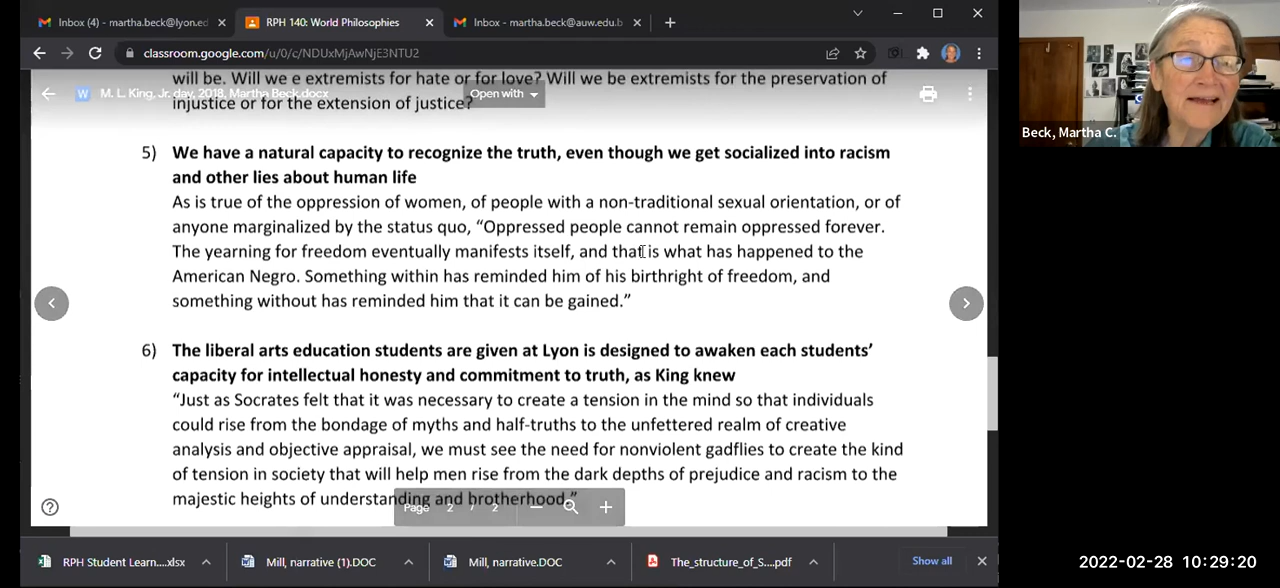 Inbox (4) - martha.beck@lyon.ed
RPH 140: World Philosophies
Inbox - martha.beck@auw.edu.b
classroom.google.com/u/0/c/NDUxMjAwNjE3NTU2
will be. Will we e extremists for hate or for love? Will we be extremists for the preservation of
M. L. King, Jr. day, 2018, Martha Beck.docx
Open with
injustice or for the extension of justice?
5) We have a natural capacity to recognize the truth, even though we get socialized into racism
and other lies about human life
As is true of the oppression of women, of people with a non-traditional sexual orientation, or of
anyone marginalized by the status quo, “Oppressed people cannot remain oppressed forever.
The yearning for freedom eventually manifests itself, and that is what has happened to the
American Negro. Something within has reminded him of his birthright of freedom, and
something without has reminded him that it can be gained.”
6) The liberal arts education students are given at Lyon is designed to awaken each students’
capacity for intellectual honesty and commitment to truth, as King knew
“Just as Socrates felt that it was necessary to create a tension in the mind so that individuals
could rise from the bondage of myths and half-truths to the unfettered realm of creative
analysis and objective appraisal, we must see the need for nonviolent gadflies to create the kind
of tension in society that will help men rise from the dark depths of prejudice and racism to the
majestic heights of understanding and brotherhood.”
Page 2 / 2
RPH Student Learn....xlsx
Mill, narrative (1).DOC
Mill, narrative.DOC
The_structure_of_S....pdf
Show all
Beck, Martha C.
2022-02-28 10:29:20